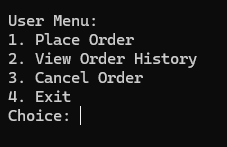 User Menu:
1. Place Order
2. View Order History
3. Cancel Order
4. Exit
Choice: